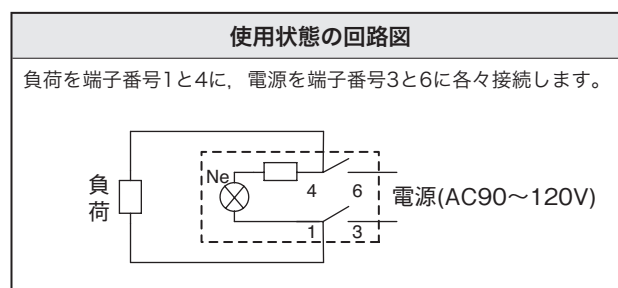 使用状態の回路図
負荷を端子番号1と4に，電源を端子番号3と6に各々接続します。
負荷
Ne
4 6
電源(AC90〜120V)
1 3